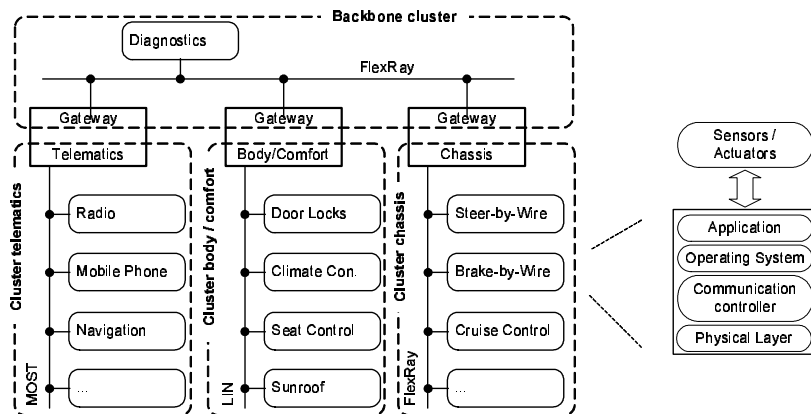 Backbone cluster
Diagnostics
FlexRay
Gateway
Gateway
Gateway
Telematics
Body/Comfort
Chassis
Cluster telematics
Radio
Mobile Phone
Navigation
...
MOST
Cluster body / comfort
Door Locks
Climate Con.
Seat Control
Sunroof
LIN
Cluster chassis
Steer-by-Wire
Brake-by-Wire
Cruise Control
...
FlexRay
Sensors /
Actuators
Application
Operating System
Communication
controller
Physical Layer